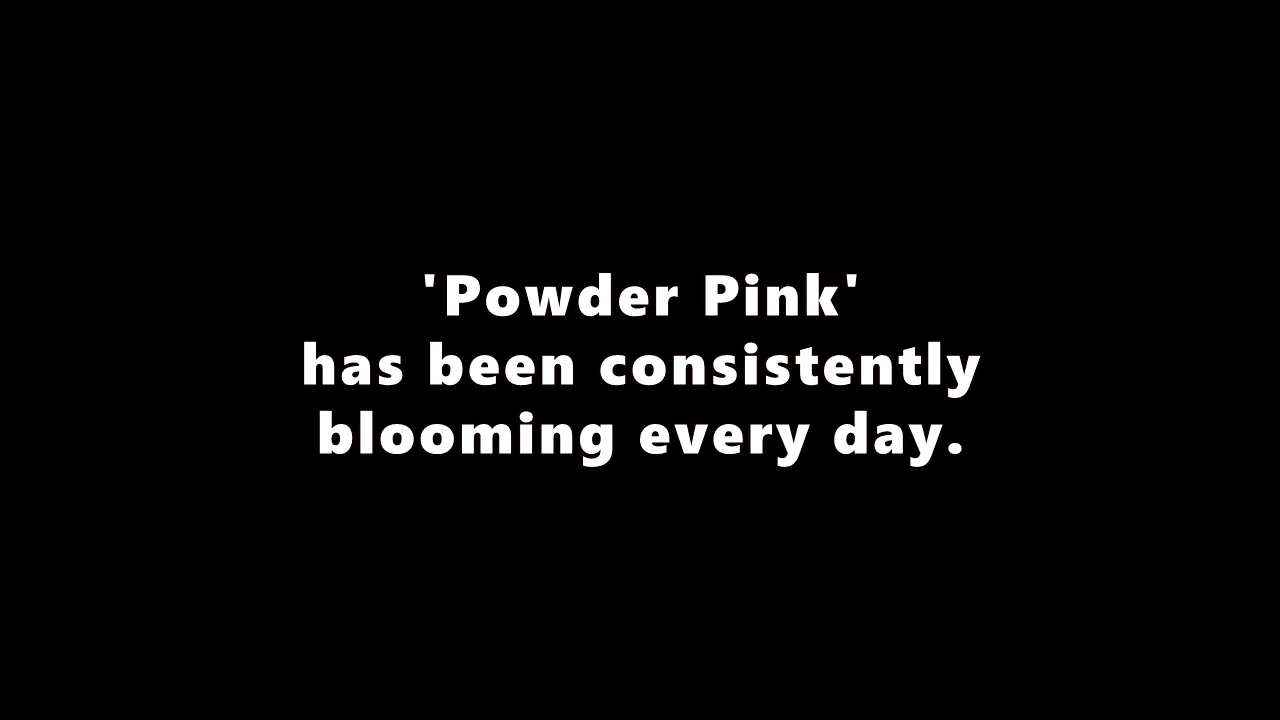 'Powder Pink'
has been consistently
blooming every day.